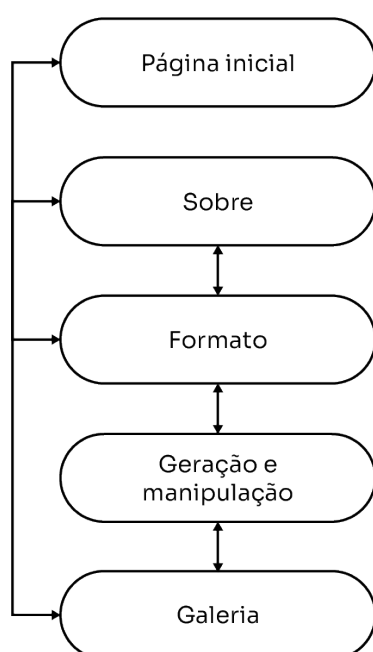 Página inicial
Sobre
Formato
Geração e
manipulação
Galeria